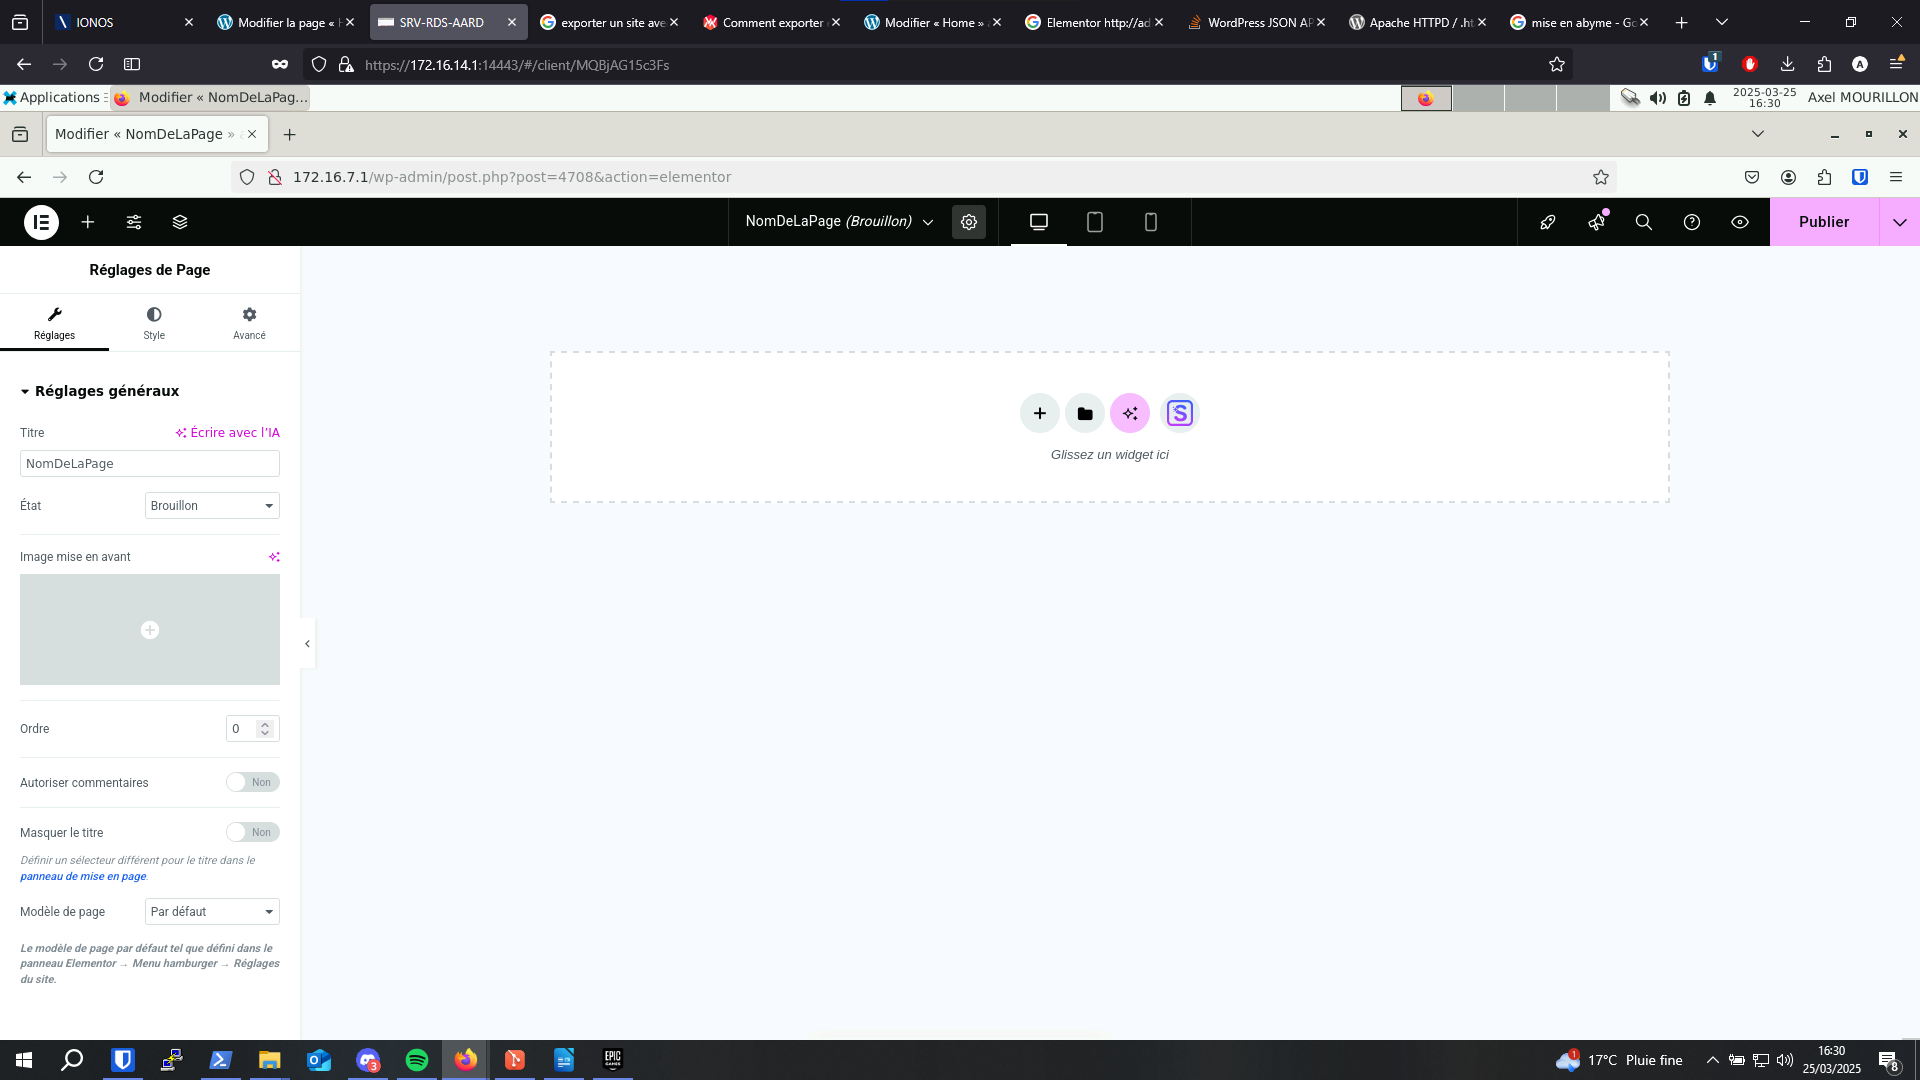 IONOS
Modifier la page « H
SRV-RDS-AARD
exporter un site ave
Comment exporter
Modifier « Home » a
Elementor http://ad
WordPress JSON AP
Apache HTTPD / .ht
mise en abyme - Go
https://172.16.14.1:14443/#/client/MQBjAG15c3Fs
1
A
Applications
Modifier « NomDeLaPag...
2025-03-25
16:30
Axel MOURILLON
Modifier « NomDeLaPage »
172.16.7.1/wp-admin/post.php?post=4708&action=elementor
NomDeLaPage (Brouillon)
Publier
Réglages de Page
Réglages
Style
Avancé
Réglages généraux
Titre
Écrire avec l'IA
NomDeLaPage
État
Brouillon
Image mise en avant
Ordre
0
Autoriser commentaires
Non
Masquer le titre
Non
Définir un sélecteur différent pour le titre dans le
panneau de mise en page.
Modèle de page
Par défaut
Le modèle de page par défaut tel que défini dans le
panneau Elementor → Menu hamburger → Réglages
du site.
S
Glissez un widget ici
3
EPIC
GAMES
1
17°C Pluie fine
16:30
25/03/2025
8